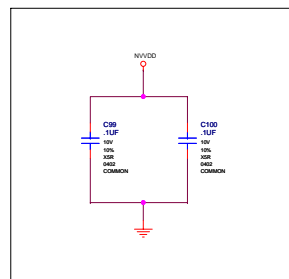 NVVDD
C99
.1UF
10V
10%
X5R
0402
COMMON
C100
.1UF
10V
10%
X5R
0402
COMMON